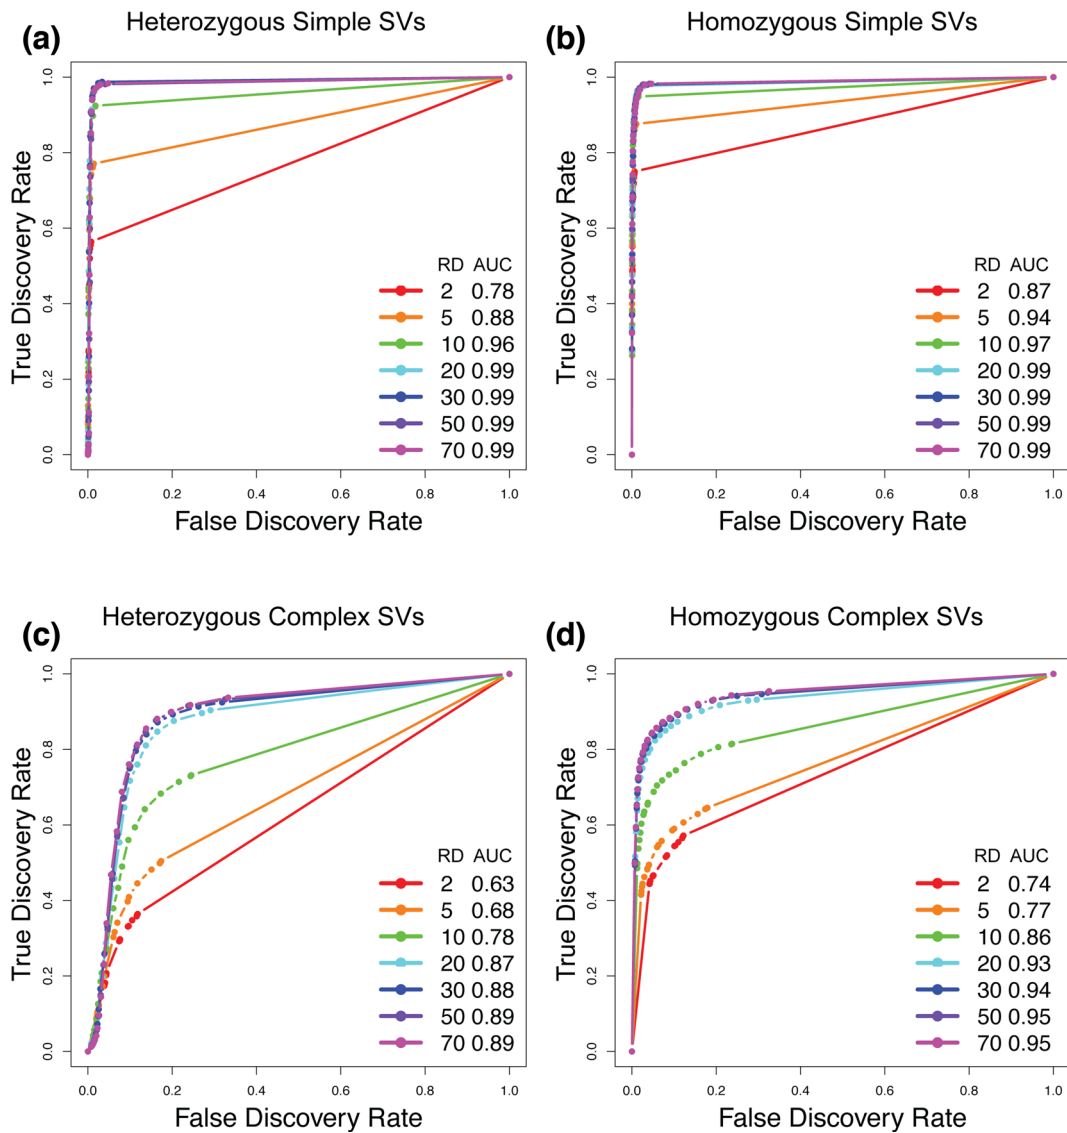 (a) Heterozygous Simple SVs
True Discovery Rate
1.0
0.8
0.6
0.4
0.2
0.0
RD AUC
2 0.78
5 0.88
10 0.96
20 0.99
30 0.99
50 0.99
70 0.99
0.0 0.2 0.4 0.6 0.8 1.0
False Discovery Rate
(b) Homozygous Simple SVs
True Discovery Rate
1.0
0.8
0.6
0.4
0.2
0.0
RD AUC
2 0.87
5 0.94
10 0.97
20 0.99
30 0.99
50 0.99
70 0.99
0.0 0.2 0.4 0.6 0.8 1.0
False Discovery Rate
(c) Heterozygous Complex SVs
True Discovery Rate
1.0
0.8
0.6
0.4
0.2
0.0
RD AUC
2 0.63
5 0.68
10 0.78
20 0.87
30 0.88
50 0.89
70 0.89
0.0 0.2 0.4 0.6 0.8 1.0
False Discovery Rate
(d) Homozygous Complex SVs
True Discovery Rate
1.0
0.8
0.6
0.4
0.2
0.0
RD AUC
2 0.74
5 0.77
10 0.86
20 0.93
30 0.94
50 0.95
70 0.95
0.0 0.2 0.4 0.6 0.8 1.0
False Discovery Rate